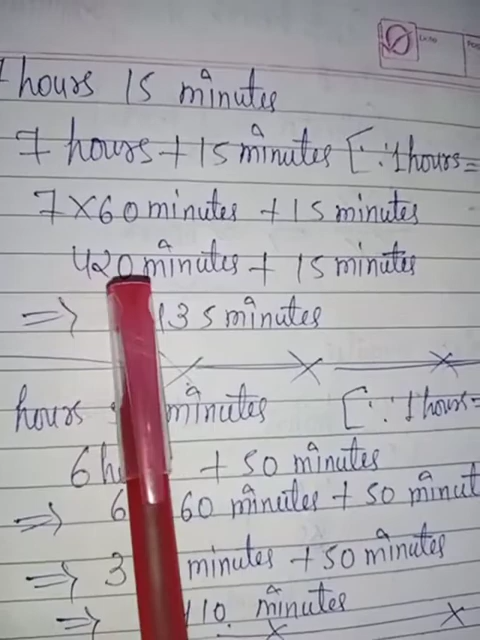 hours 15 minutes
7 hours + 15 minutes [∵ 1 hours =
7 × 60 minutes + 15 minutes
420 minutes + 15 minutes
⇒ 35 minutes
hours minutes [∵ 1 hours =
6 + 50 minutes
⇒ 6 60 minutes + 50 minut
⇒ 3 minutes + 50 minutes
⇒ 10 minutes